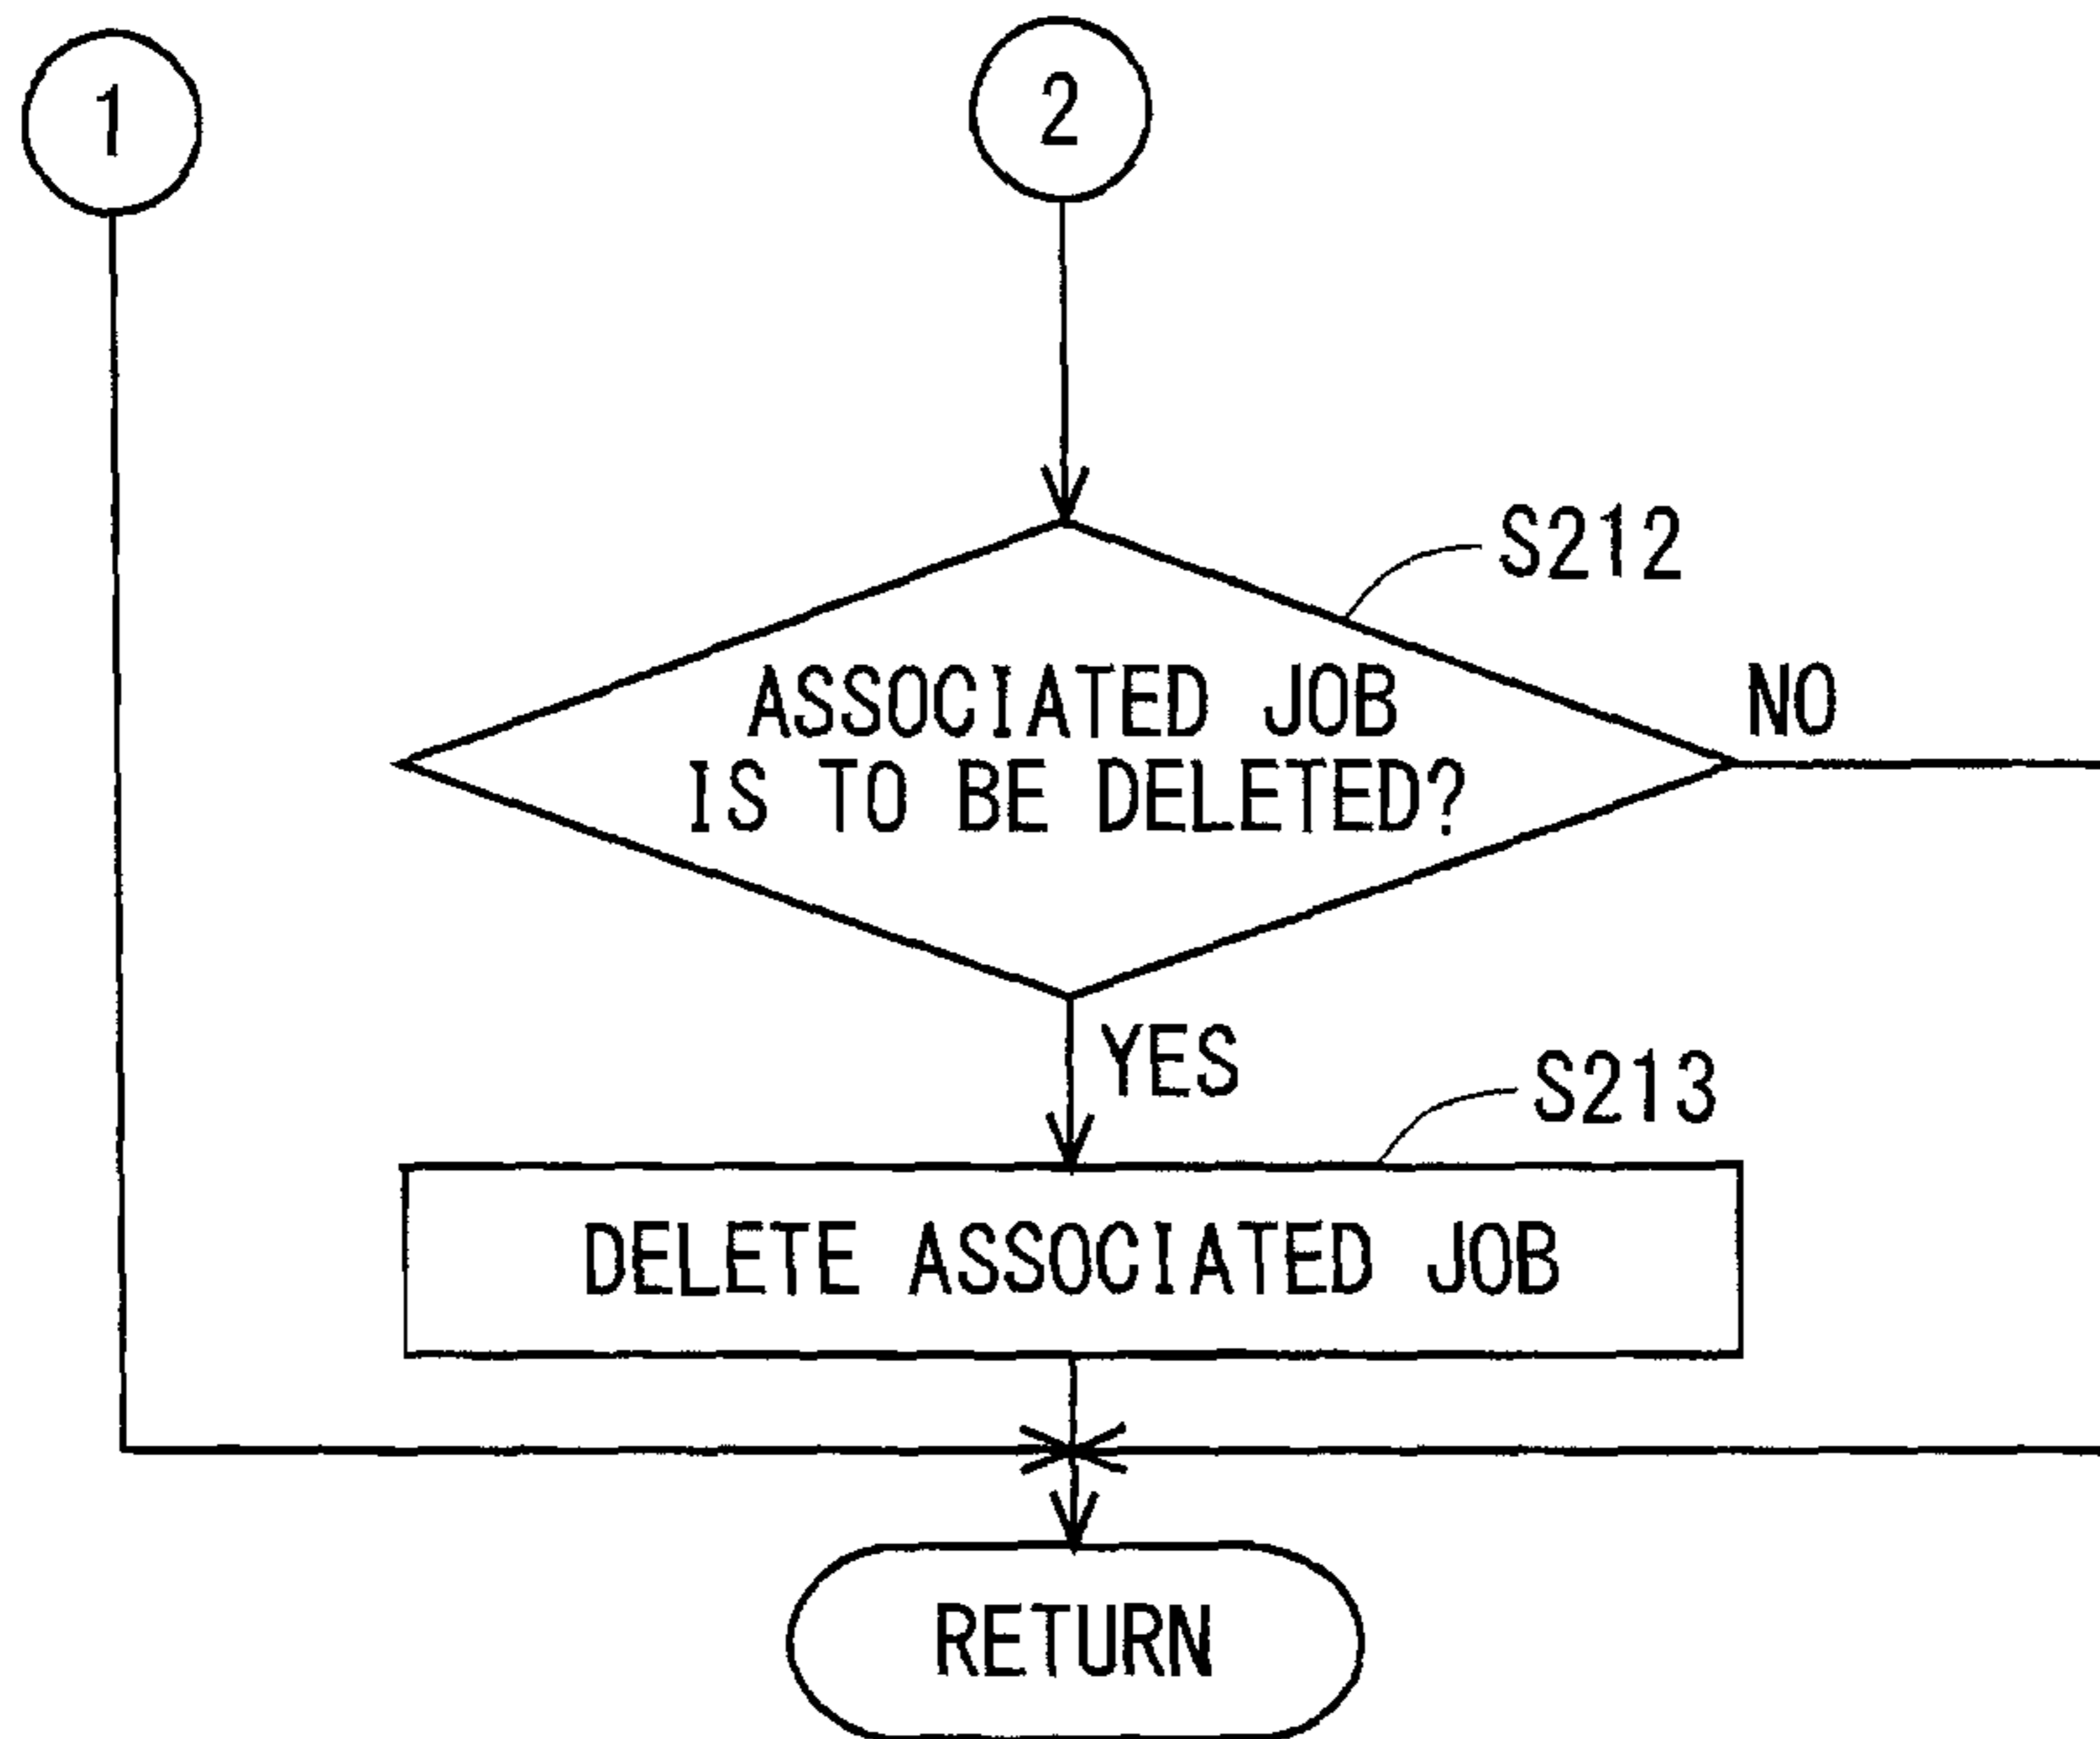 1
2
S212
ASSOCIATED JOB
IS TO BE DELETED?
NO
YES
S213
DELETE ASSOCIATED JOB
RETURN